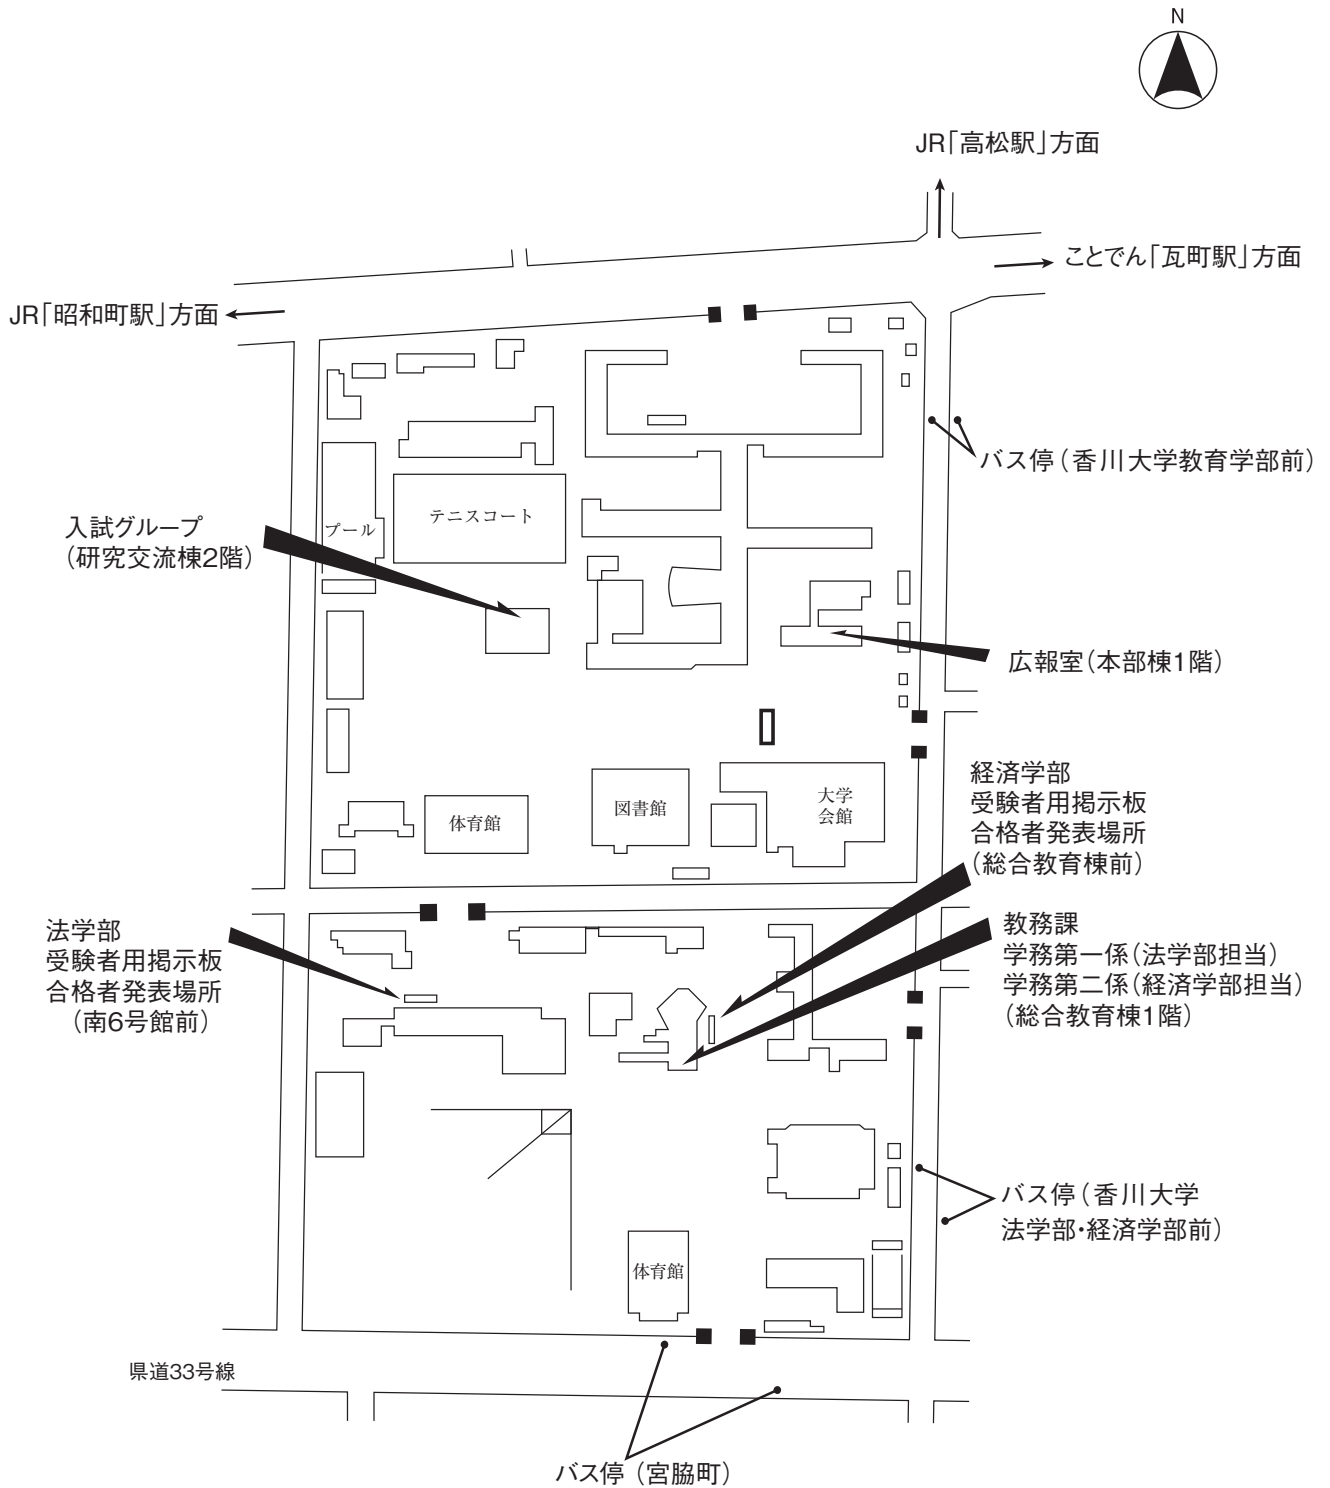 N
JR「高松駅」方面
ことでん「瓦町駅」方面
JR「昭和町駅」方面
バス停（香川大学教育学部前）
入試グループ
（研究交流棟2階）
プール
テニスコート
広報室（本部棟1階）
経済学部
受験者用掲示板
合格者発表場所
（総合教育棟前）
体育館
図書館
大学
会館
法学部
受験者用掲示板
合格者発表場所
（南6号館前）
教務課
学務第一係（法学部担当）
学務第二係（経済学部担当）
（総合教育棟1階）
バス停（香川大学
法学部・経済学部前）
体育館
県道33号線
バス停（宮脇町）